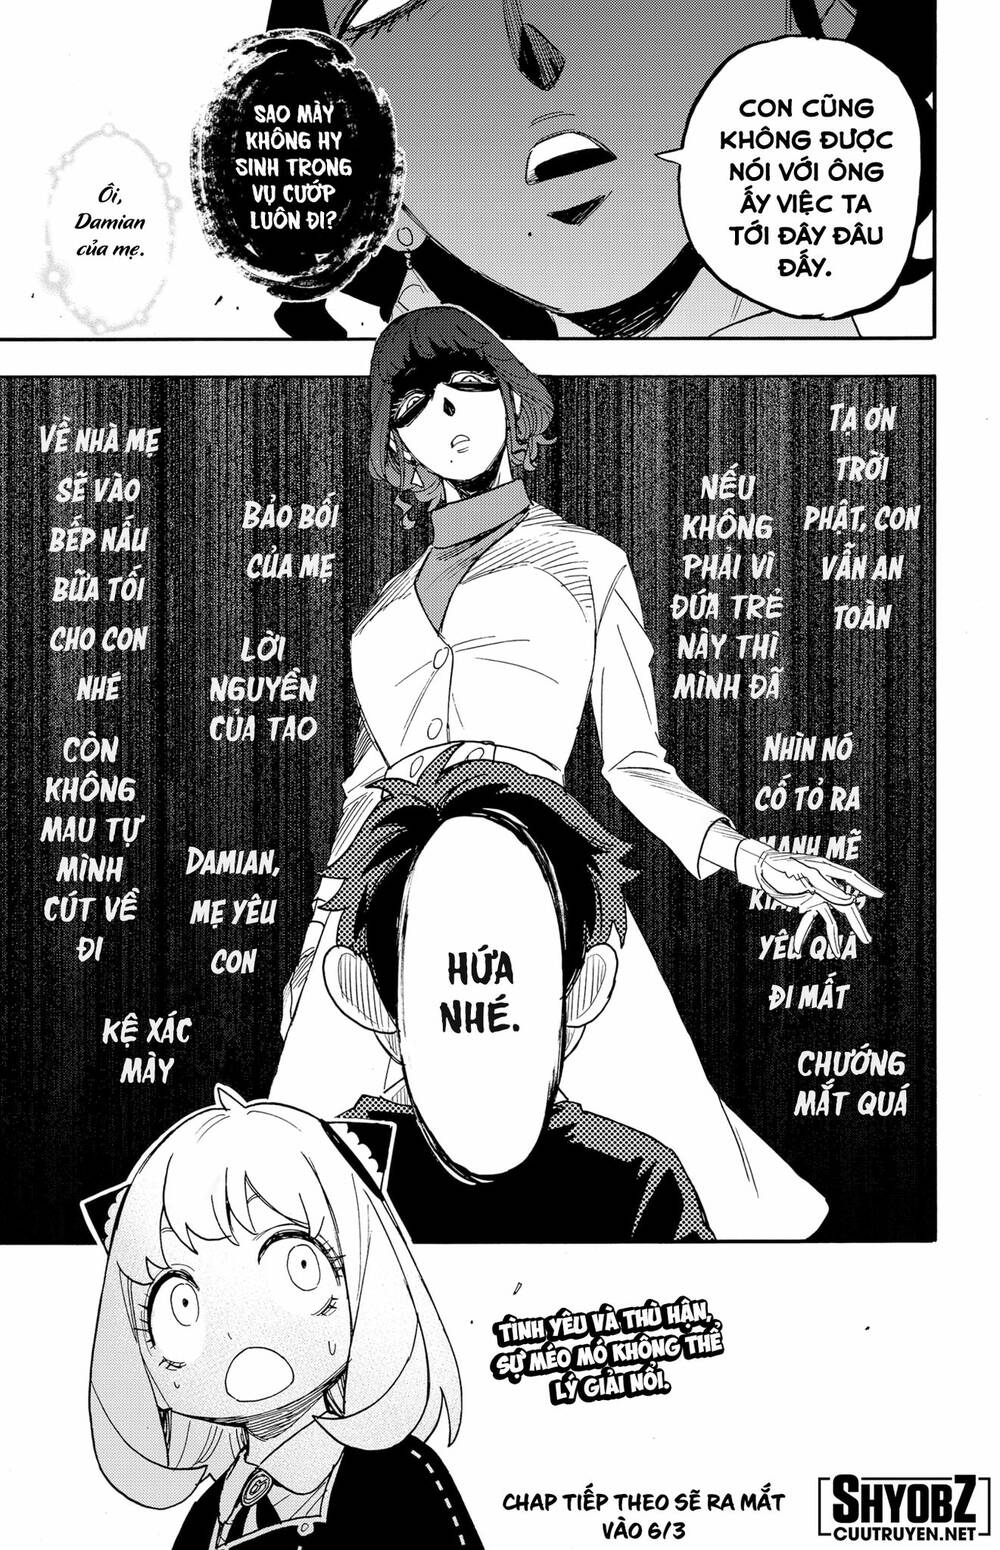 CON CŨNG
KHÔNG ĐƯỢC
NÓI VỚI ÔNG
ẤY VIỆC TA
TỚI ĐÂY ĐÂU
ĐẤY.
SAO MÀY
KHÔNG HY
SINH TRONG
VỤ CƯỚP
LUÔN ĐI?
Ôi,
Damian
của mẹ.
TẠ ƠN
TRỜI
PHẬT, CON
VẪN AN
TOÀN
NẾU
KHÔNG
PHẢI VÌ
ĐỨA TRẺ
NÀY THÌ
MÌNH ĐÃ
NHÌN NÓ
CỐ TỎ RA
MẠNH MẼ
YÊU QUÁ
ĐI MẤT
CHƯỚNG
MẮT QUÁ
BẢO BỐI
CỦA MẸ
LỜI
NGUYỀN
CỦA TAO
DAMIAN,
MẸ YÊU
CON
VỀ NHÀ MẸ
SẼ VÀO
BẾP NẤU
BỮA TỐI
CHO CON
NHÉ
CÒN
KHÔNG
MAU TỰ
MÌNH
CÚT VỀ
ĐI
KỆ XÁC
MÀY
HỨA
NHÉ.
TÌNH YÊU VÀ THÙ HẬN,
SỰ MÉO MÓ KHÔNG THỂ
LÝ GIẢI NỔI.
CHAP TIẾP THEO SẼ RA MẮT
VÀO 6/3
SHYOBZ
CUUTRUYEN.NET